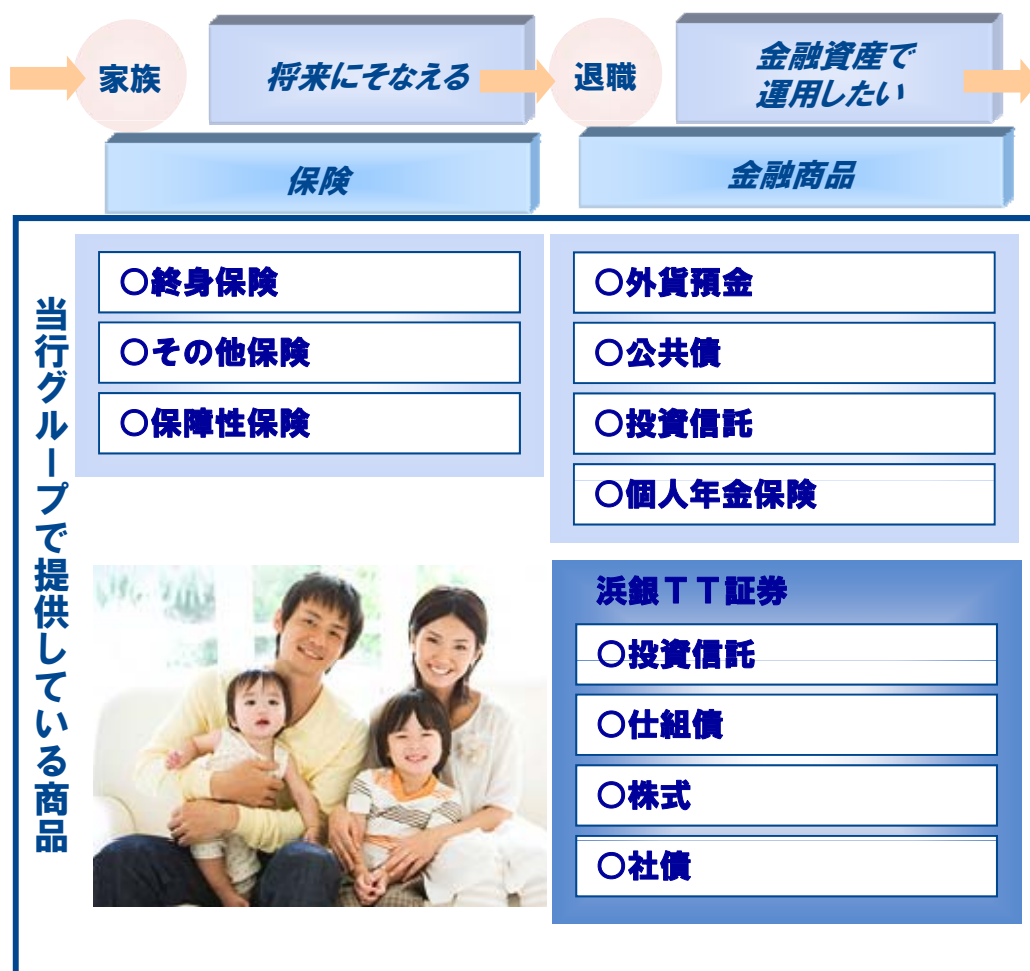 家族
将来にそなえる
退職
金融資産で
運用したい
保険
金融商品
当行グループで提供している商品
○終身保険
○その他保険
○保障性保険
○外貨預金
○公共債
○投資信託
○個人年金保険
浜銀ＴＴ証券
○投資信託
○仕組債
○株式
○社債